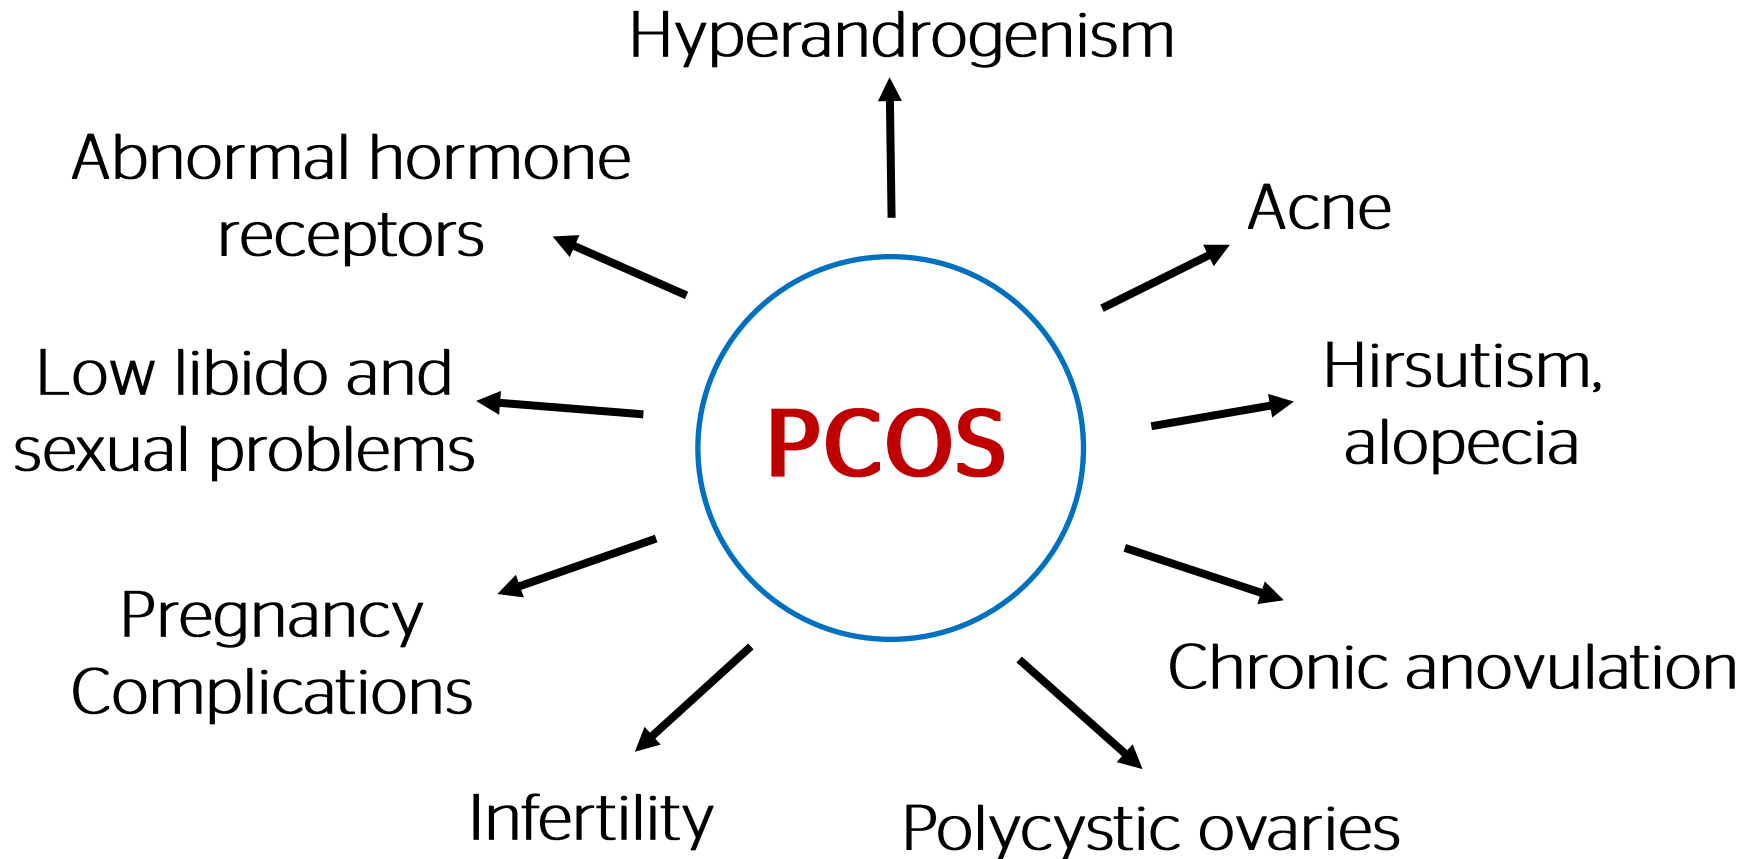 Hyperandrogenism
Abnormal hormone
receptors
Acne
Low libido and
sexual problems
PCOS
Hirsutism,
alopecia
Pregnancy
Complications
Chronic anovulation
Infertility
Polycystic ovaries